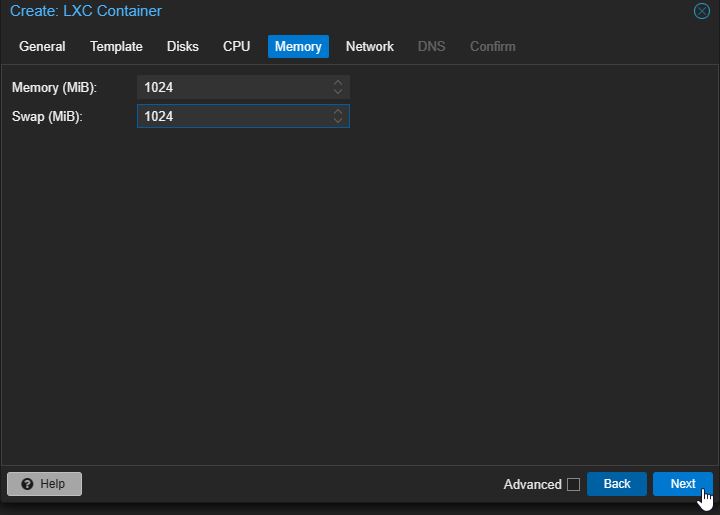 Create: LXC Container
General Template Disks CPU Memory Network DNS Confirm
Memory (MiB): 1024
Swap (MiB): 1024
Help Advanced Back Next